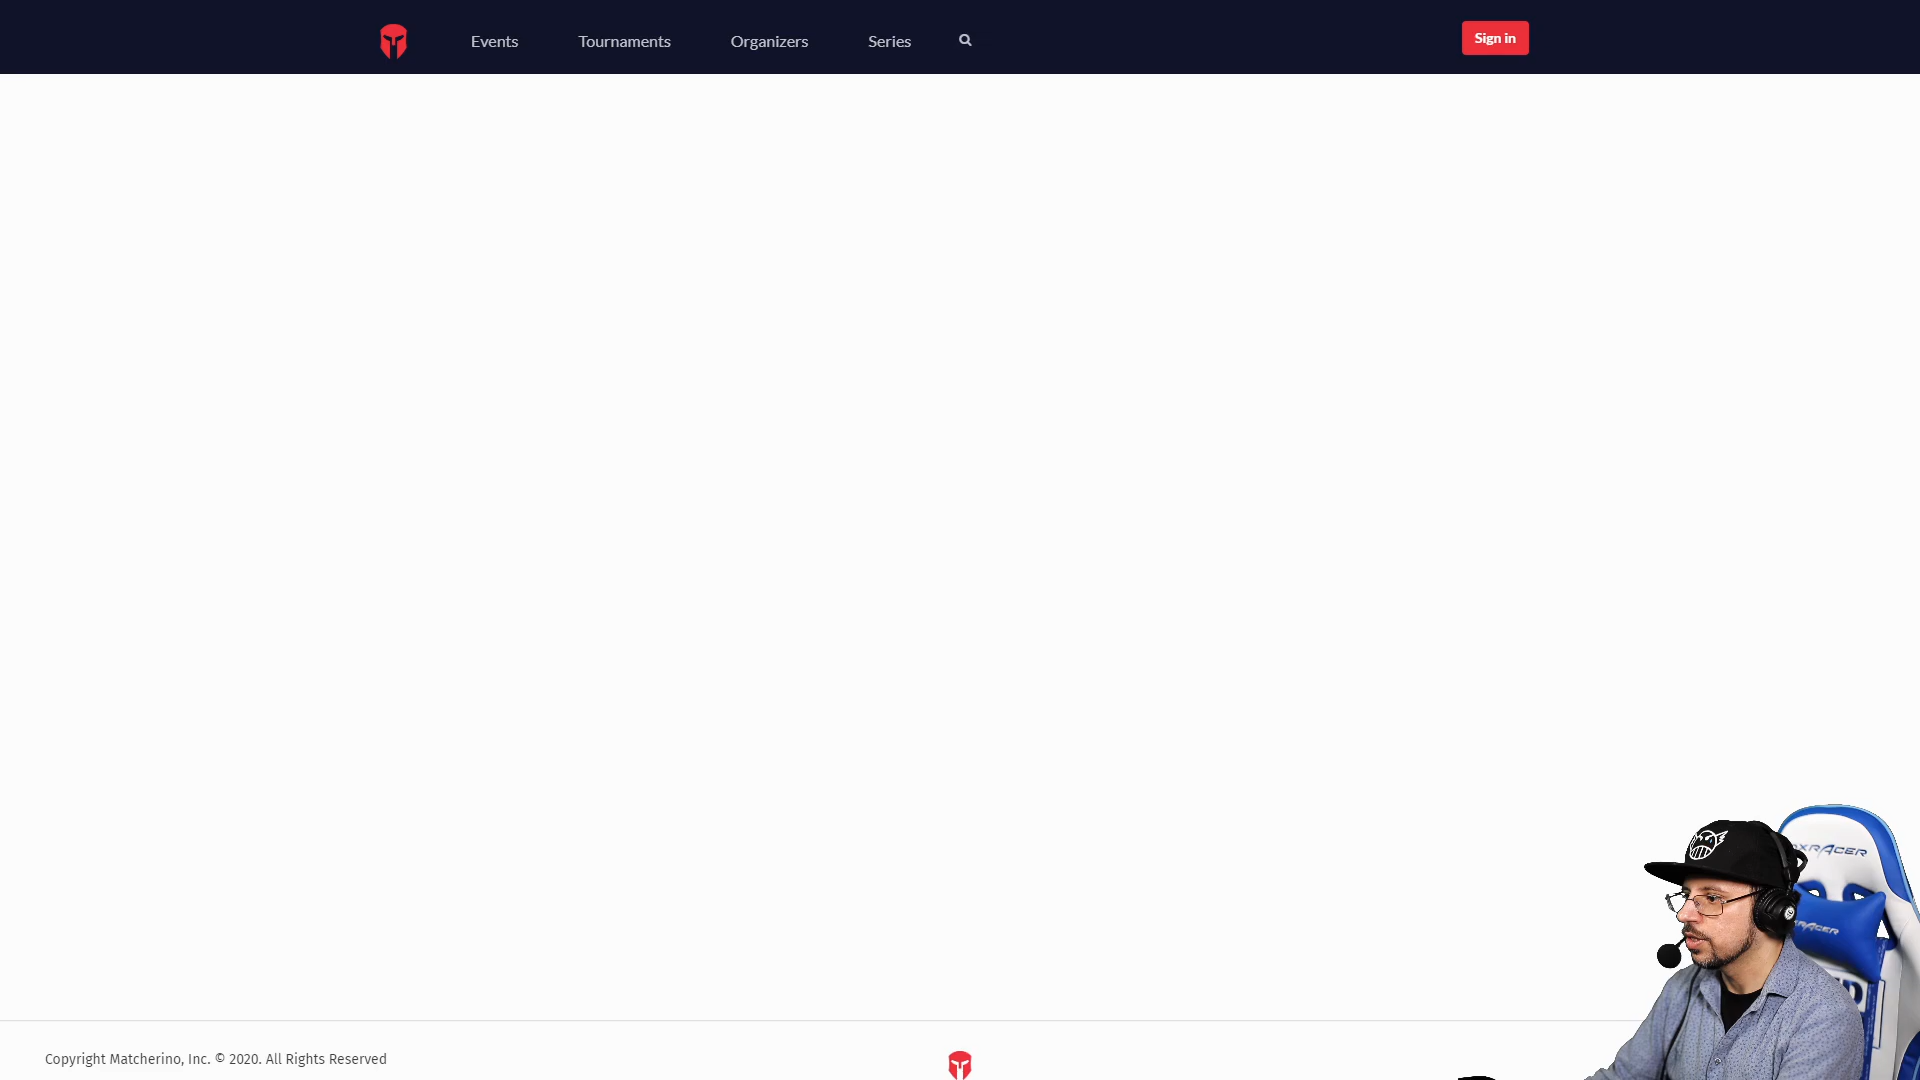 Events Tournaments Organizers Series
Sign in
Copyright Matcherino, Inc. © 2020. All Rights Reserved